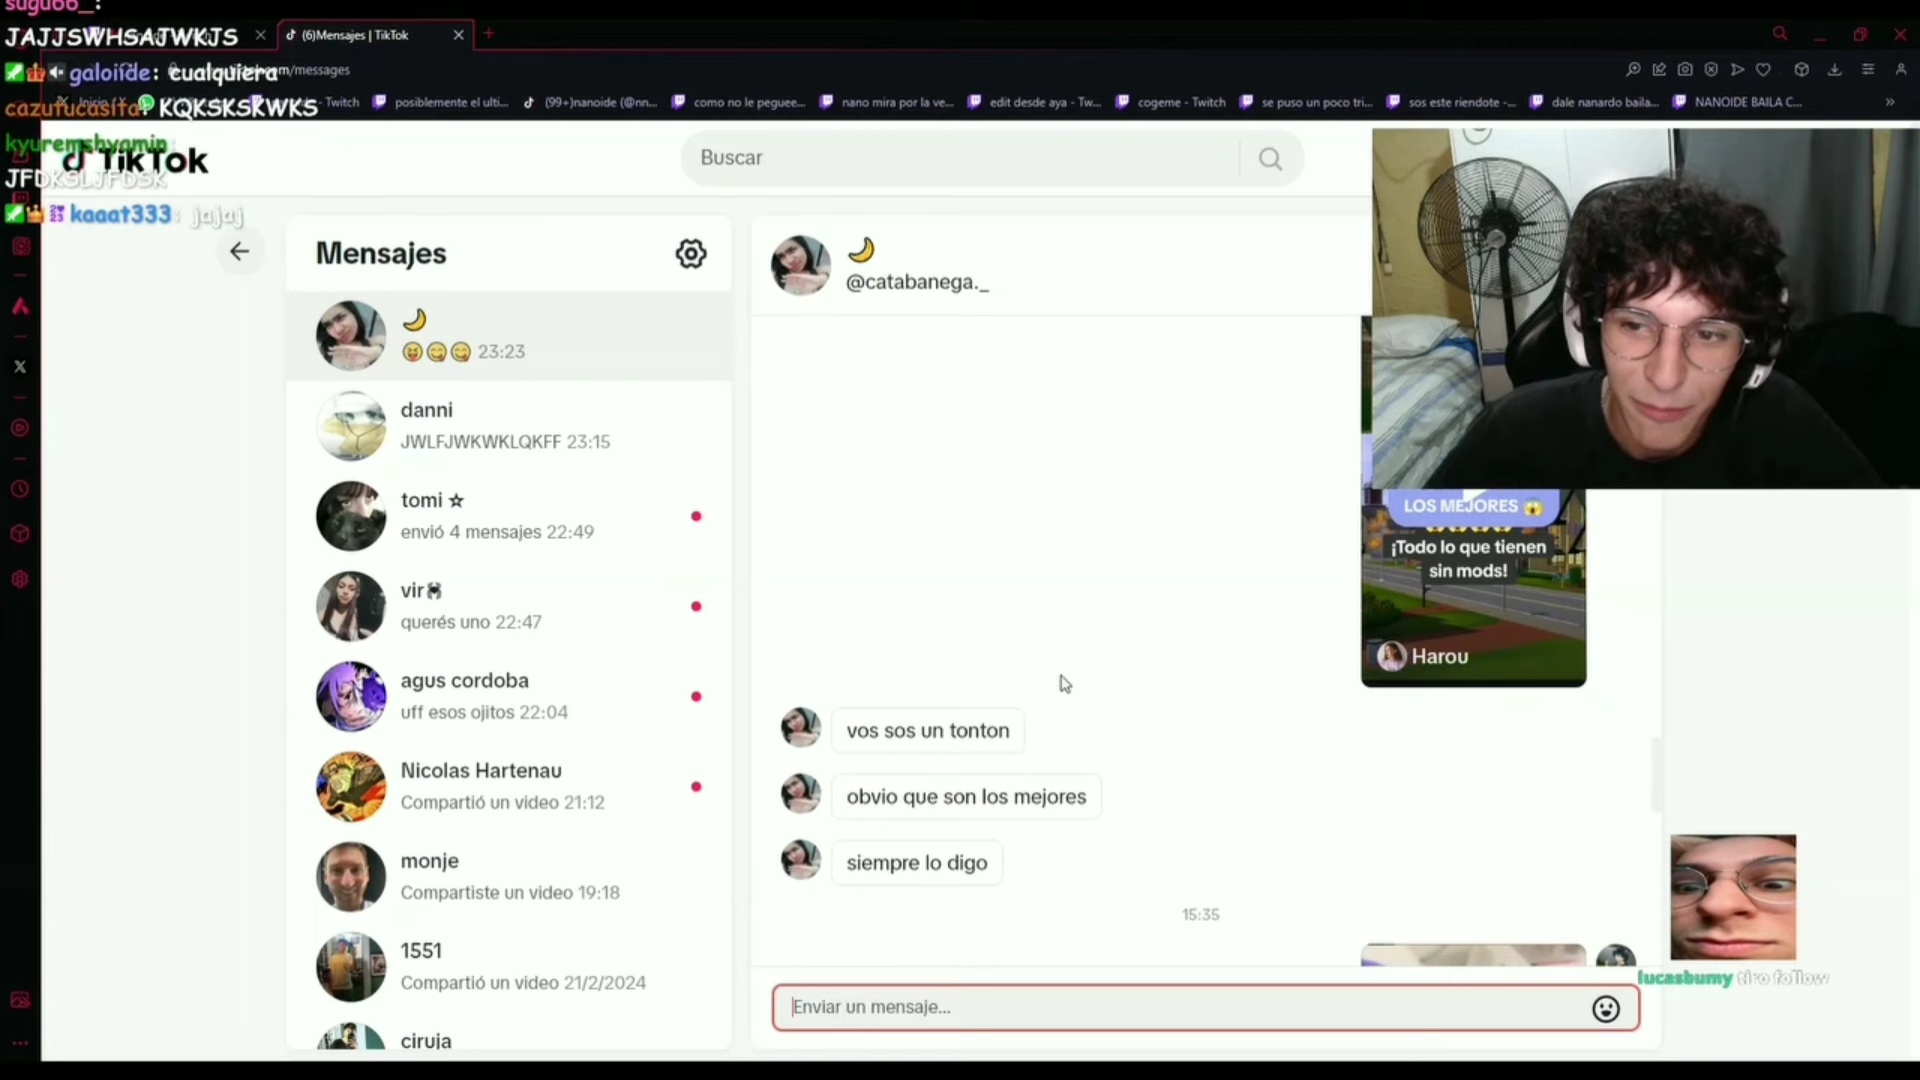 sugu66_:
JAJJSWHSAJWKJS
(6)Mensajes | TikTok
galoiide: cualquiera
/messages
cazufucasita: KQKSKSKWKS
- Twitch
posiblemente el ulti...
(99+)nanoide (@nn...
como no le peguee...
nano mira por la ve...
edit desde aya - Tw...
cogeme - Twitch
se puso un poco tri...
sos este riendote -...
dale nanardo baila...
NANOIDE BAILA C...
kyuremshyamin
JFDKSLJFDSK
TikTok
Buscar
kaaat333: jajaj
Mensajes
🌙
😝😋😋 23:23
danni
JWLFJWKWKLQKFF 23:15
tomi ☆
envió 4 mensajes 22:49
vir🕷
querés uno 22:47
agus cordoba
uff esos ojitos 22:04
Nicolas Hartenau
Compartió un video 21:12
monje
Compartiste un video 19:18
1551
Compartió un video 21/2/2024
ciruja
🌙
@catabanega._
LOS MEJORES 😱
¡Todo lo que tienen
sin mods!
Harou
vos sos un tonton
obvio que son los mejores
siempre lo digo
15:35
Enviar un mensaje...
lucasbumy tiro follow